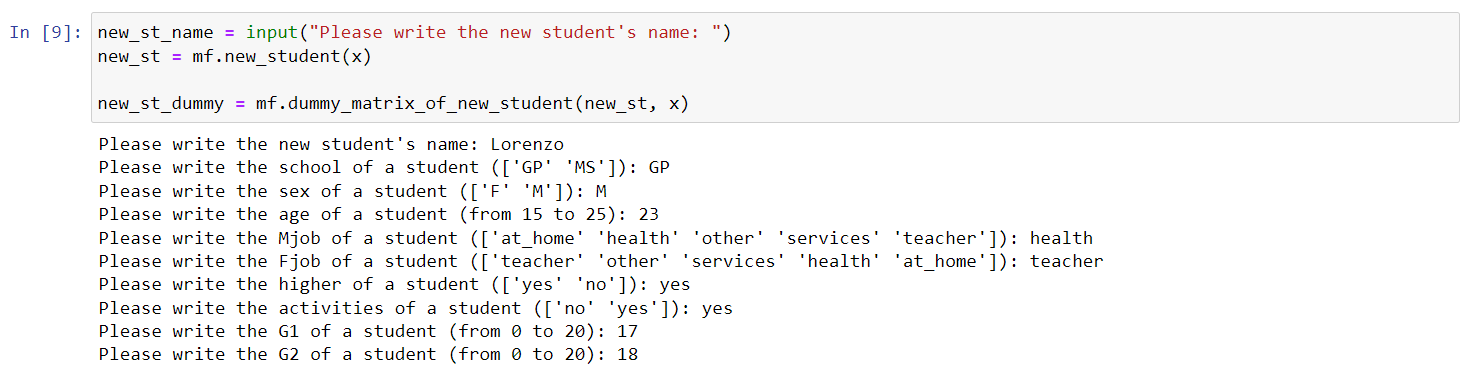 In [9]: new_st_name = input("Please write the new student's name: ")
new_st = mf.new_student(x)
new_st_dummy = mf.dummy_matrix_of_new_student(new_st, x)
Please write the new student's name: Lorenzo
Please write the school of a student (['GP' 'MS']): GP
Please write the sex of a student (['F' 'M']): M
Please write the age of a student (from 15 to 25): 23
Please write the Mjob of a student (['at_home' 'health' 'other' 'services' 'teacher']): health
Please write the Fjob of a student (['teacher' 'other' 'services' 'health' 'at_home']): teacher
Please write the higher of a student (['yes' 'no']): yes
Please write the activities of a student (['no' 'yes']): yes
Please write the G1 of a student (from 0 to 20): 17
Please write the G2 of a student (from 0 to 20): 18